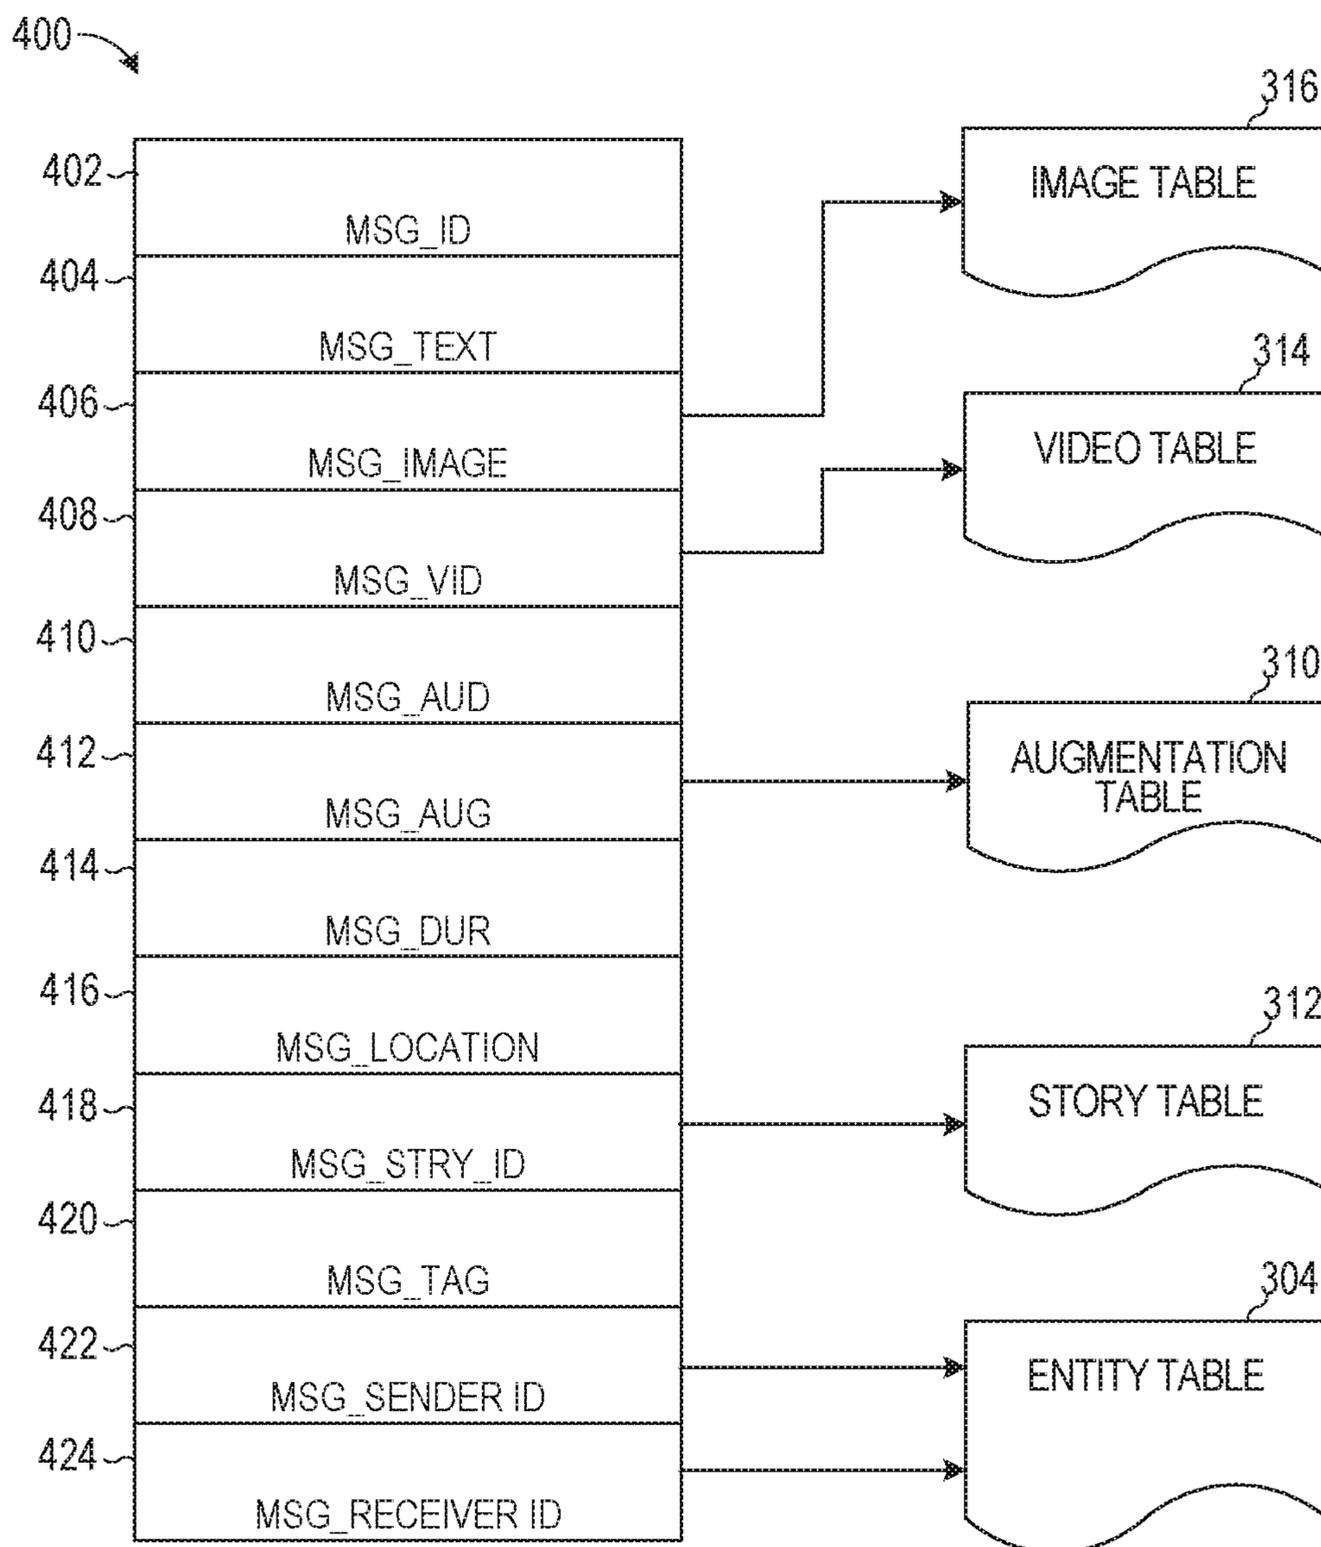 400
316
402
IMAGE TABLE
MSG_ID
404
MSG_TEXT
314
406
VIDEO TABLE
MSG_IMAGE
408
MSG_VID
410
310
MSG_AUD
412
AUGMENTATION
TABLE
MSG_AUG
414
MSG_DUR
416
312
MSG_LOCATION
418
STORY TABLE
MSG_STRY_ID
420
304
MSG_TAG
422
ENTITY TABLE
MSG_SENDER ID
424
MSG_RECEIVER ID